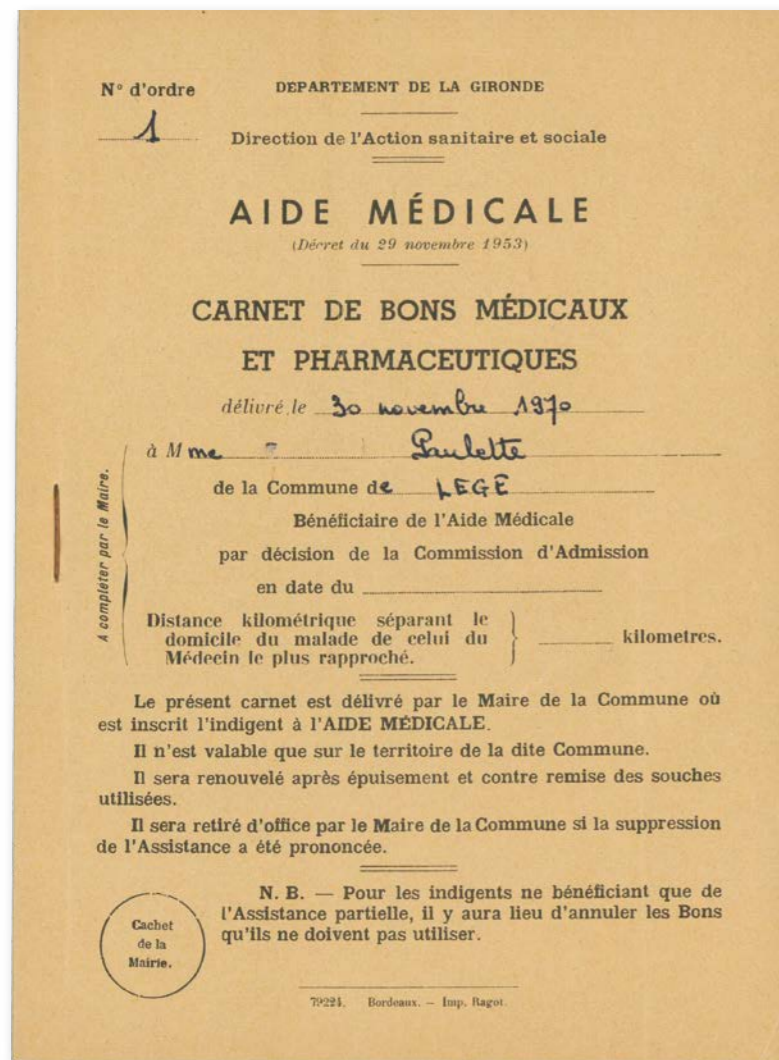 N° d'ordre
1
DÉPARTEMENT DE LA GIRONDE
Direction de l'Action sanitaire et sociale
AIDE MÉDICALE
(Décret du 29 novembre 1953)
CARNET DE BONS MÉDICAUX
ET PHARMACEUTIQUES
délivré le 30 novembre 1970
à Mme Paulette
de la Commune de LEGE
Bénéficiaire de l'Aide Médicale
par décision de la Commission d'Admission
en date du
A compléter par le Maire.
Distance kilométrique séparant le
domicile du malade de celui du
Médecin le plus rapproché.
kilometres.
Le présent carnet est délivré par le Maire de la Commune où
est inscrit l'indigent à l'AIDE MÉDICALE.
Il n'est valable que sur le territoire de la dite Commune.
Il sera renouvelé après épuisement et contre remise des souches
utilisées.
Il sera retiré d'office par le Maire de la Commune si la suppression
de l'Assistance a été prononcée.
N. B. — Pour les indigents ne bénéficiant que de
l'Assistance partielle, il y aura lieu d'annuler les Bons
qu'ils ne doivent pas utiliser.
Cachet
de la
Mairie.
79224. Bordeaux. — Imp. Ragot.